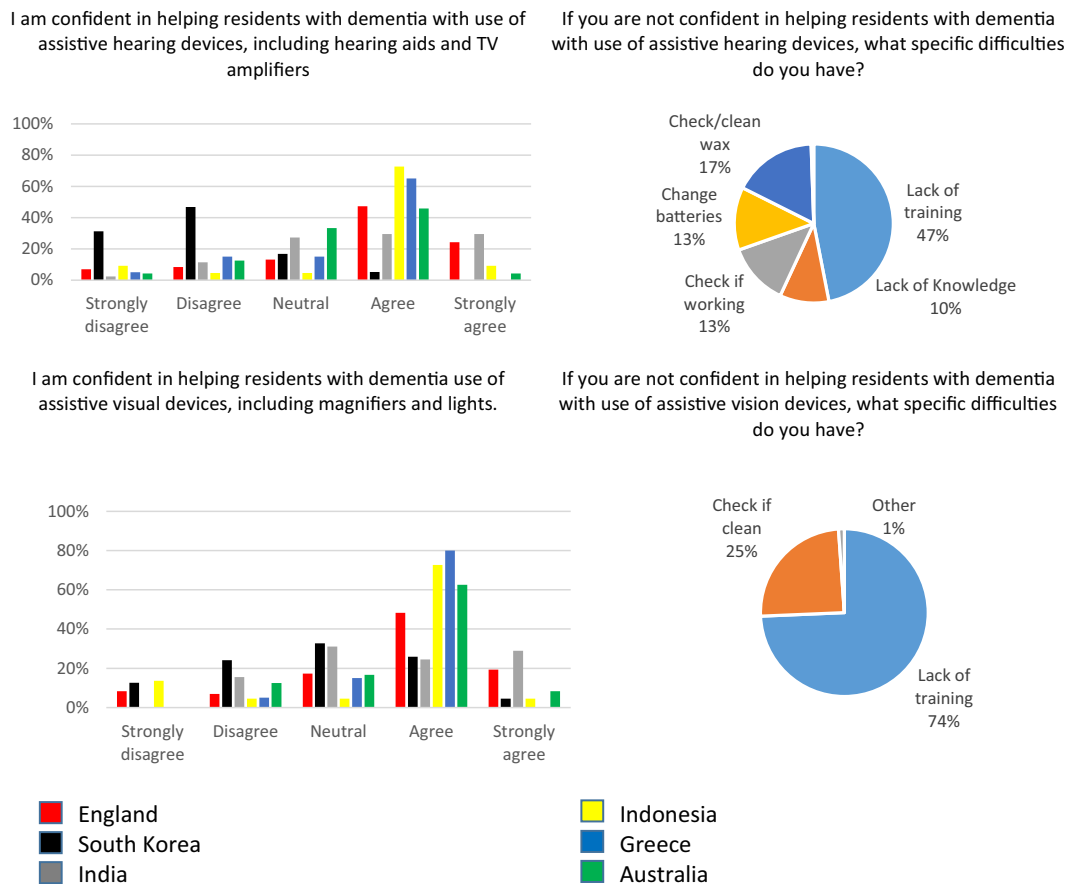 I am confident in helping residents with dementia with use of
assistive hearing devices, including hearing aids and TV
amplifiers
100%
80%
60%
40%
20%
0%
Strongly
disagree
Disagree
Neutral
Agree
Strongly
agree
If you are not confident in helping residents with dementia
with use of assistive hearing devices, what specific difficulties
do you have?
Check/clean
wax
17%
Change
batteries
13%
Check if
working
13%
Lack of
training
47%
Lack of Knowledge
10%
I am confident in helping residents with dementia use of
assistive visual devices, including magnifiers and lights.
100%
80%
60%
40%
20%
0%
Strongly
disagree
Disagree
Neutral
Agree
Strongly
agree
If you are not confident in helping residents with dementia
with use of assistive vision devices, what specific difficulties
do you have?
Check if
clean
25%
Other
1%
Lack of
training
74%
England
South Korea
India
Indonesia
Greece
Australia